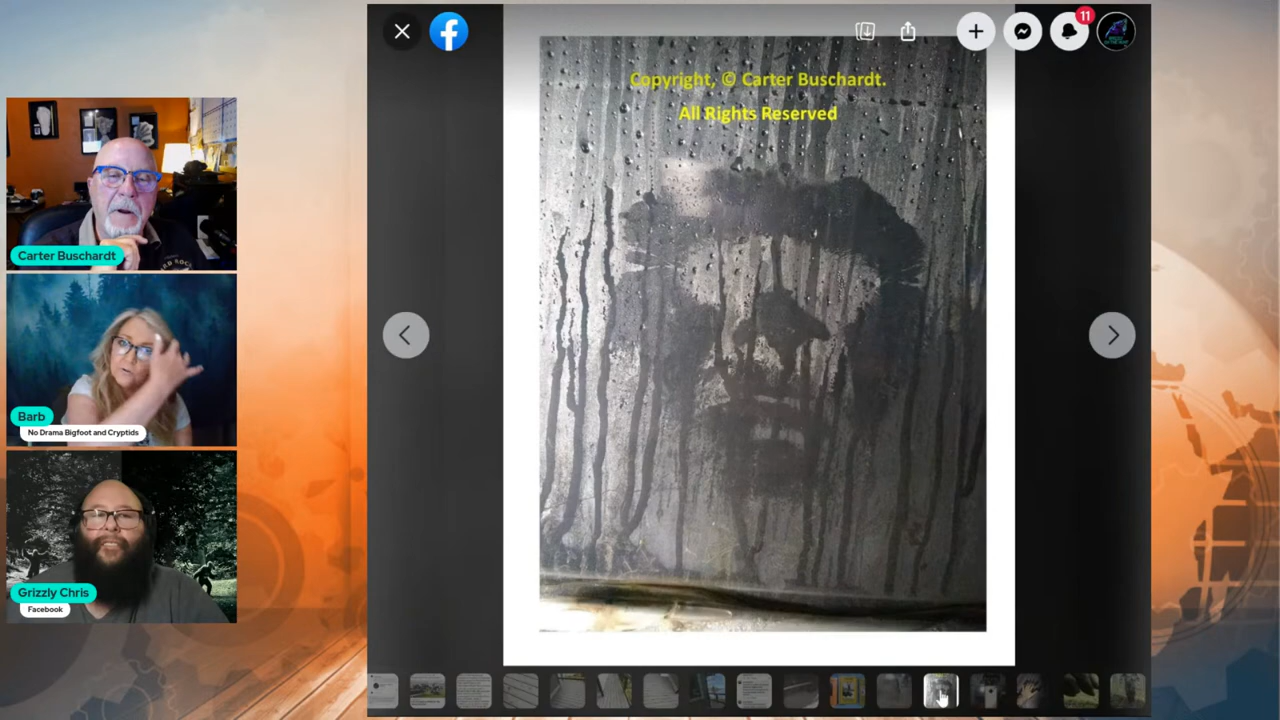 11
Copyright, © Carter Buschardt.
All Rights Reserved
Carter Buschardt
Barb
No Drama Bigfoot and Cryptids
Grizzly Chris
Facebook